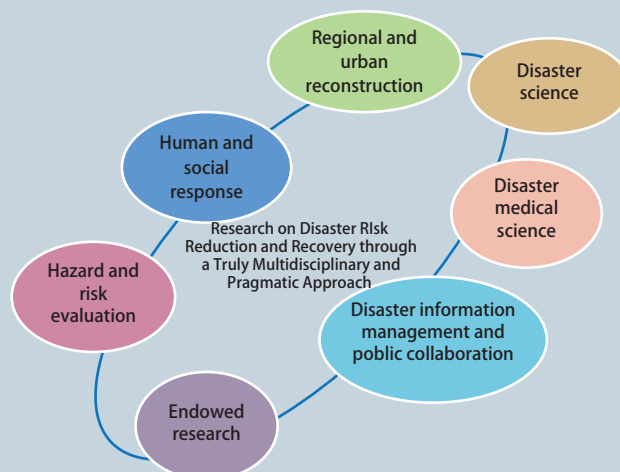 Regional and
urban
reconstruction
Disaster
science
Human and
social
response
Disaster
medical
science
Research on Disaster RIsk
Reduction and Recovery through
a Truly Multidisciplinary and
Pragmatic Approach
Hazard and
risk
evaluation
Disaster information
management and
public collaboration
Endowed
research